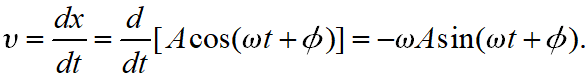 υ = dx/dt = d/dt [A cos(ωt + ϕ)] = −ωA sin(ωt + ϕ).